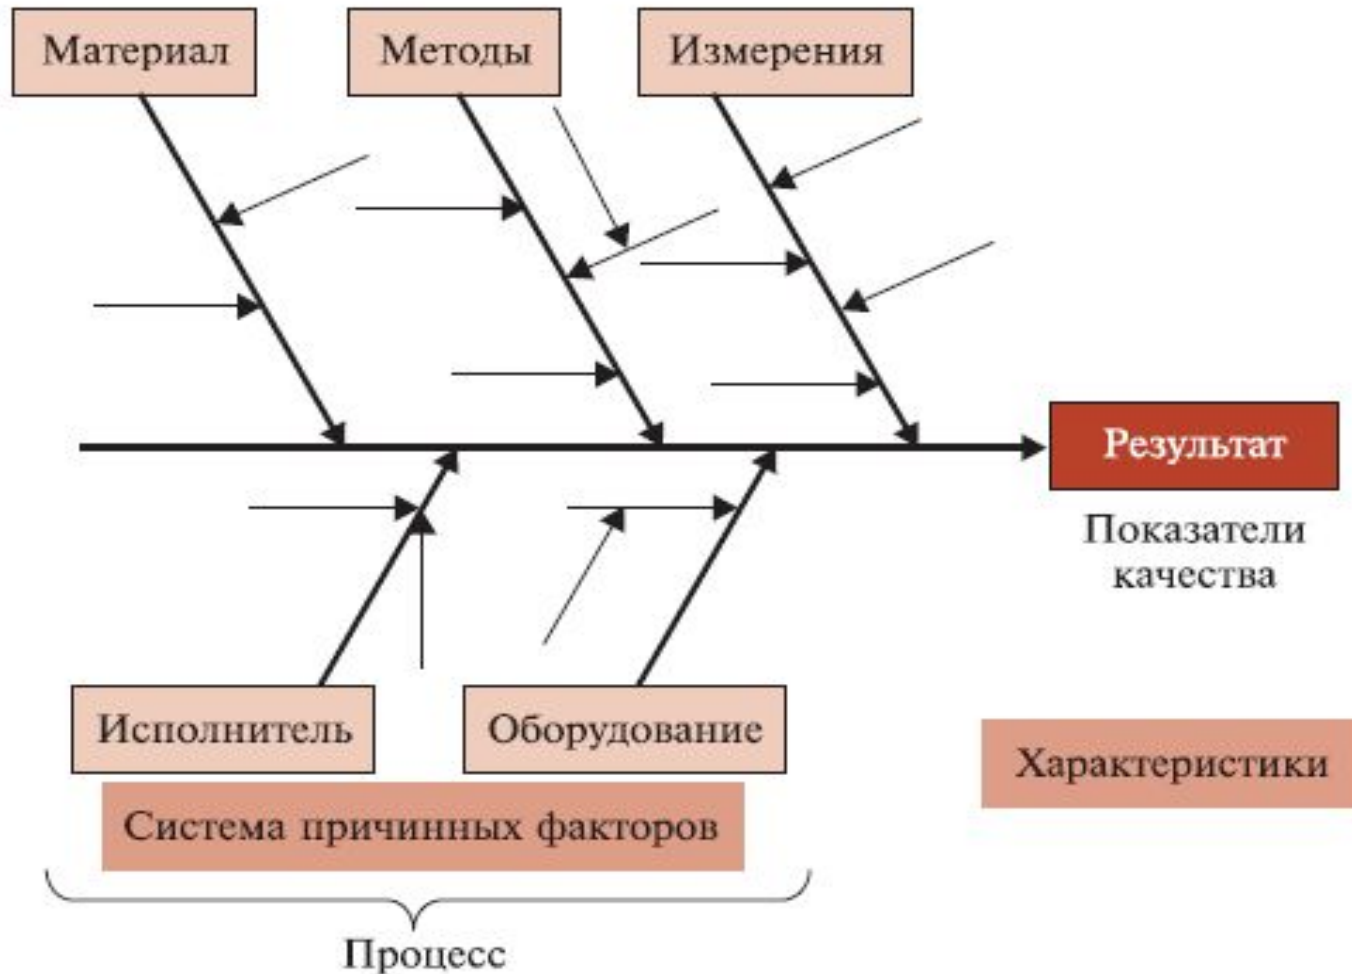 Материал
Методы
Измерения
Результат
Показатели
качества
Исполнитель
Оборудование
Характеристики
Система причинных факторов
Процесс